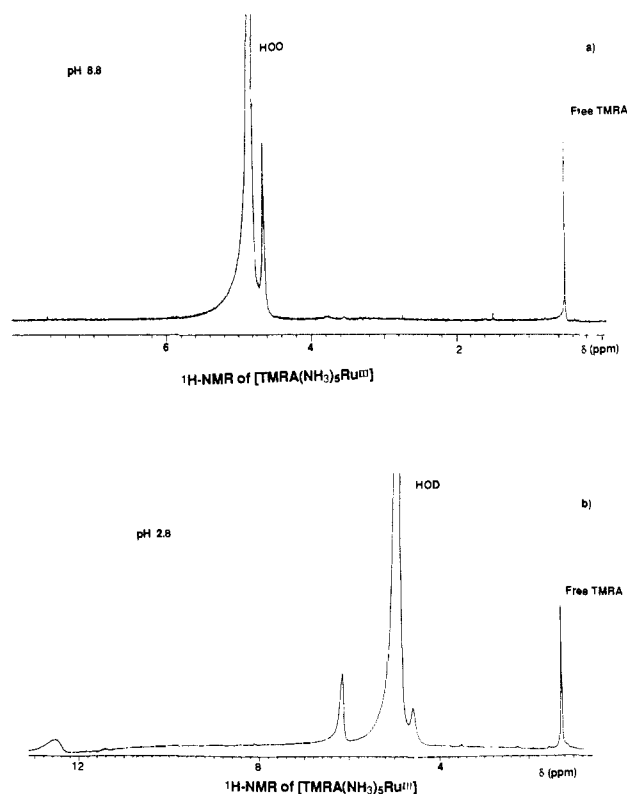 HOO
a)
pH 8.8
Free TMRA
6
4
2
δ (ppm)
¹H-NMR of [TMRA(NH₃)₅Ruᴵᴵᴵ]
HOD
b)
pH 2.8
Free TMRA
12
8
4
δ (ppm)
¹H-NMR of [TMRA(NH₃)₅Ruᴵᴵᴵ]